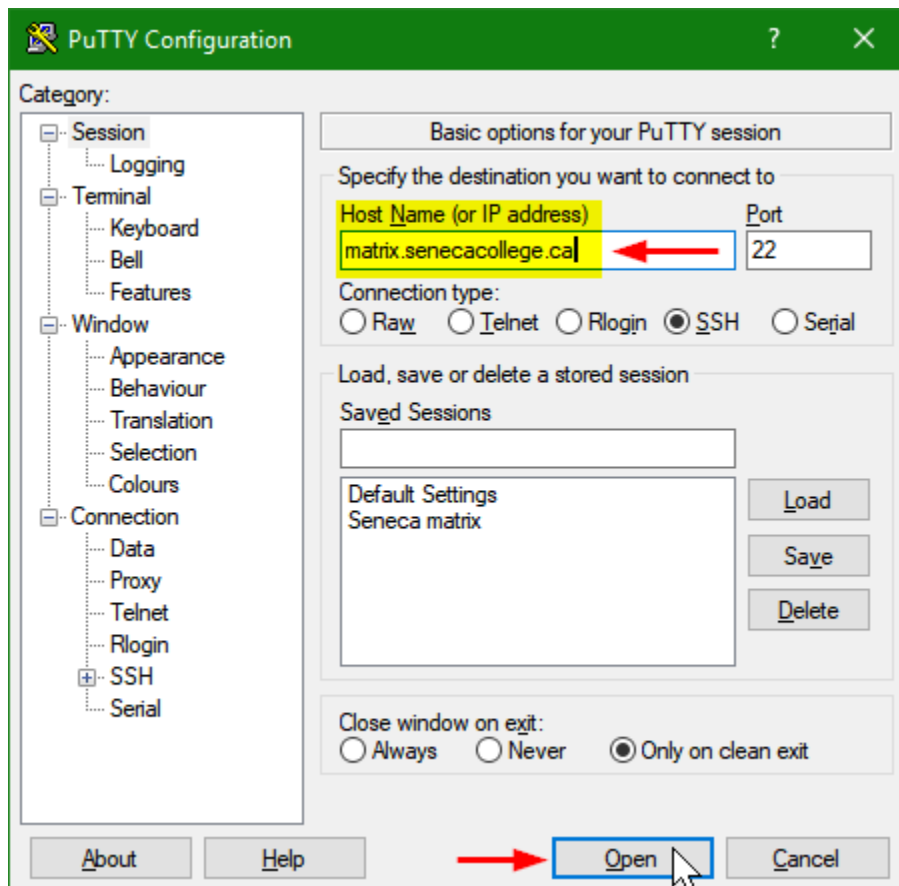 PuTTY Configuration
?
Category:
Session
Logging
Terminal
Keyboard
Bell
Features
Window
Appearance
Behaviour
Translation
Selection
Colours
Connection
Data
Proxy
Telnet
Rlogin
SSH
Serial
Basic options for your PuTTY session
Specify the destination you want to connect to
Host Name (or IP address) Port
matrix.senecacollege.ca 22
Connection type:
Raw Telnet Rlogin SSH Serial
Load, save or delete a stored session
Saved Sessions
Default Settings
Seneca matrix
Load
Save
Delete
Close window on exit:
Always Never Only on clean exit
About Help Open Cancel